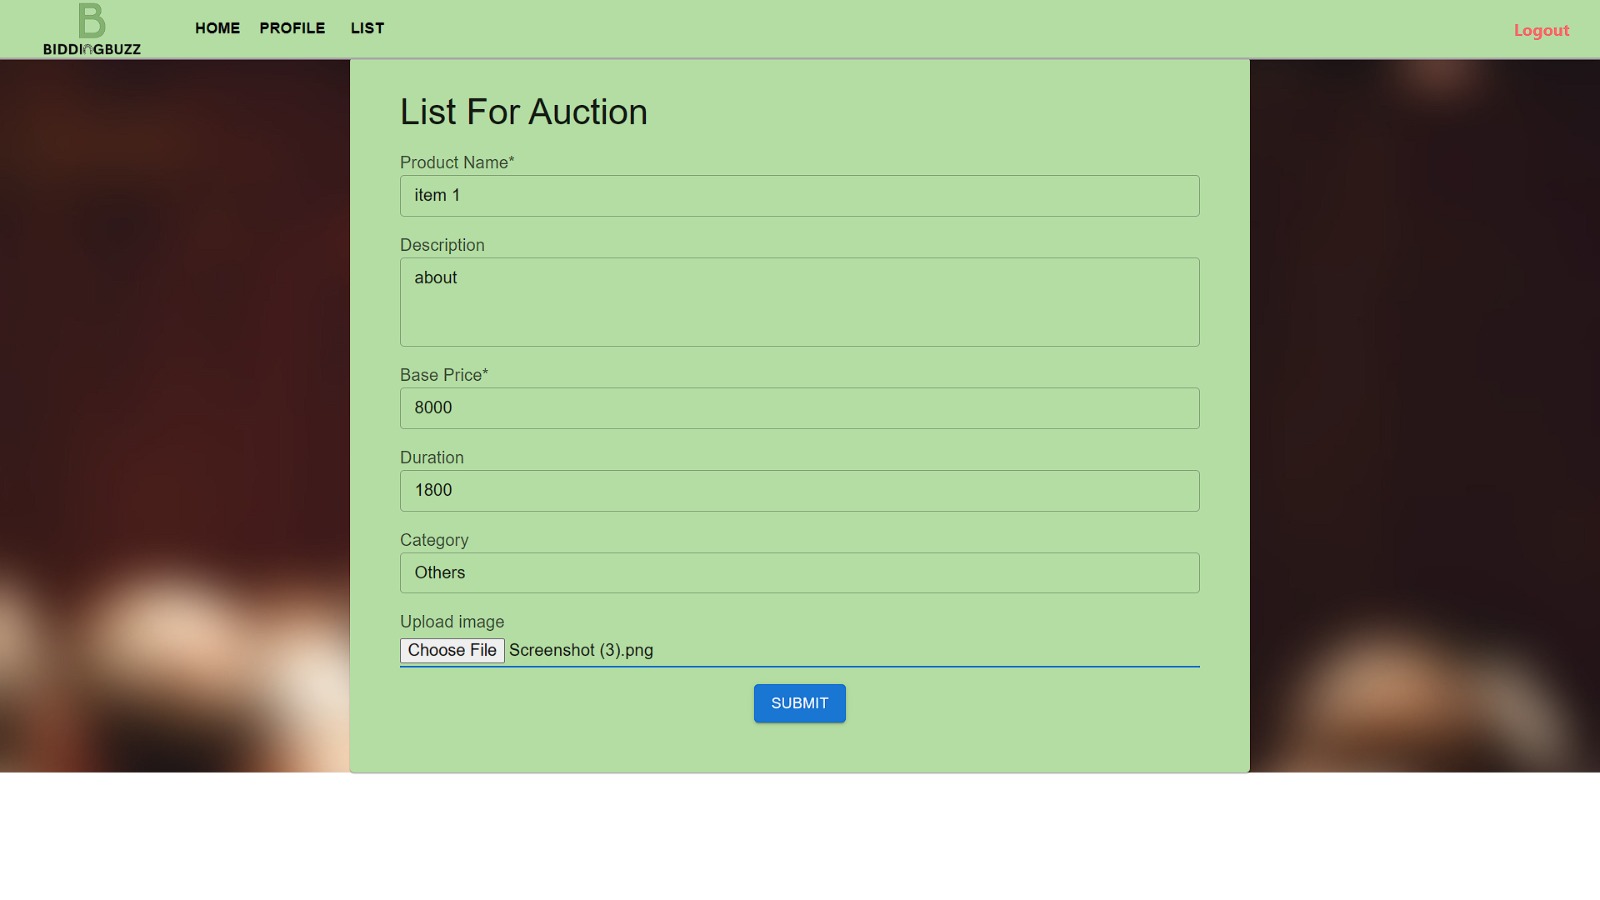 B
BIDDINGBUZZ
HOME PROFILE LIST
Logout
List For Auction
Product Name*
item 1
Description
about
Base Price*
8000
Duration
1800
Category
Others
Upload image
Choose File Screenshot (3).png
SUBMIT